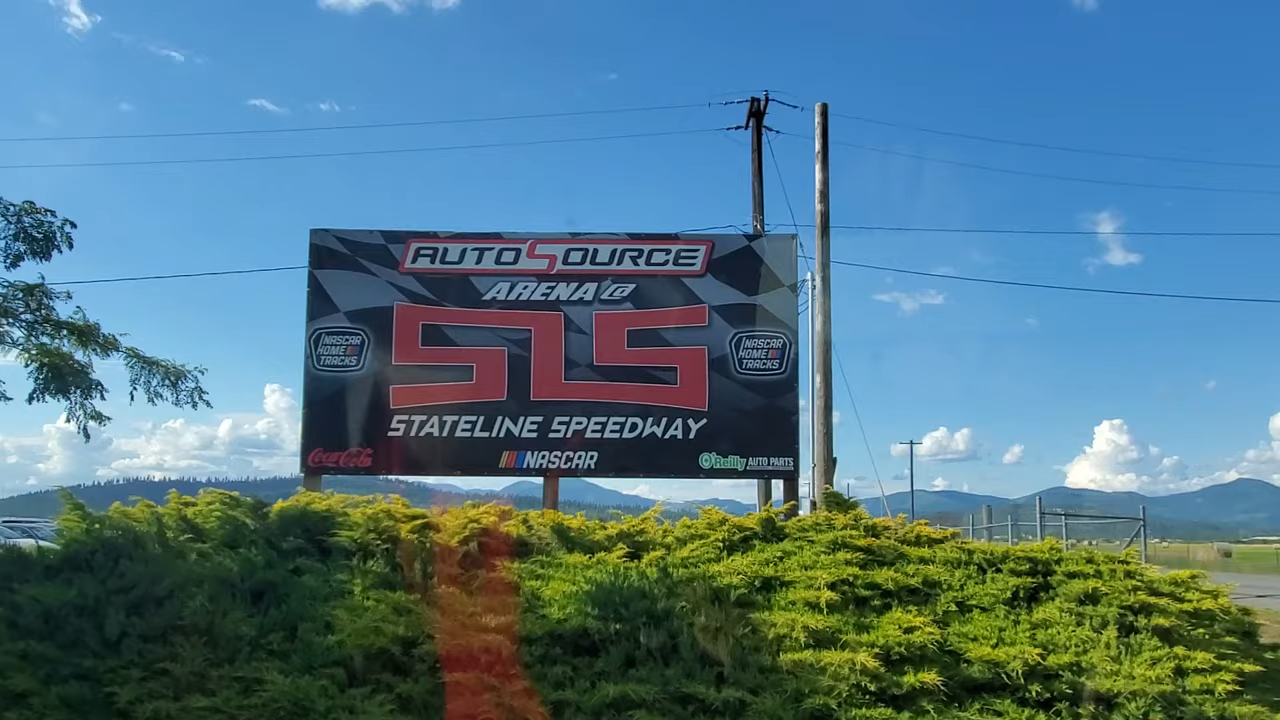 AUTOSOURCE
ARENA @
SLS
NASCAR
HOME
TRACKS
NASCAR
HOME
TRACKS
STATELINE SPEEDWAY
Coca-Cola
NASCAR
O'Reilly AUTO PARTS